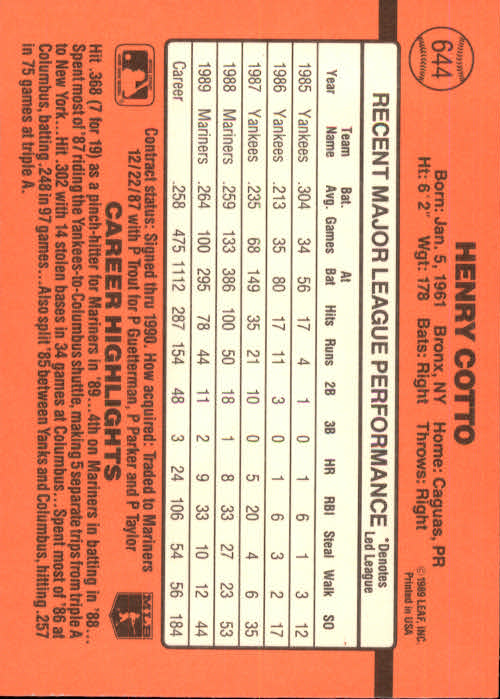 644
HENRY COTTO
Born: Jan. 5, 1961 Bronx, NY Home: Caguas, PR
Ht: 6' 2" Wgt: 178 Bats: Right Throws: Right
© 1989 LEAF, INC.
Printed in USA
RECENT MAJOR LEAGUE PERFORMANCE *Denotes Led League
Year Team Name Bat. Avg. Games At Bat Hits Runs 2B 3B HR RBI Steal Walk SO
1985 Yankees .304 34 56 17 4 1 0 1 6 1 3 12
1986 Yankees .213 35 80 17 11 3 0 1 6 3 2 17
1987 Yankees .235 68 149 35 21 10 0 5 20 4 6 35
1988 Mariners .259 133 386 100 50 18 1 8 33 27 23 53
1989 Mariners .264 100 295 78 44 11 2 9 33 10 12 44
Career .258 475 1112 287 154 48 3 24 106 54 56 184
Contract status: Signed thru 1990. How acquired: Traded to Mariners
12/22/87 with P Trout for P Guetterman, P Parker and P Taylor
MLB
CAREER HIGHLIGHTS
Hit .368 (7 for 19) as a pinch-hitter for Mariners in '89...4th on Mariners in batting in '88...
Spent most of '87 riding the Yankees-to-Columbus shuttle, making 5 separate trips from triple A
to New York...Hit .302 with 14 stolen bases in 34 games at Columbus...Spent most of '86 at
Columbus, batting .248 in 97 games...Also split '85 between Yanks and Columbus, hitting .257
in 75 games at triple A.